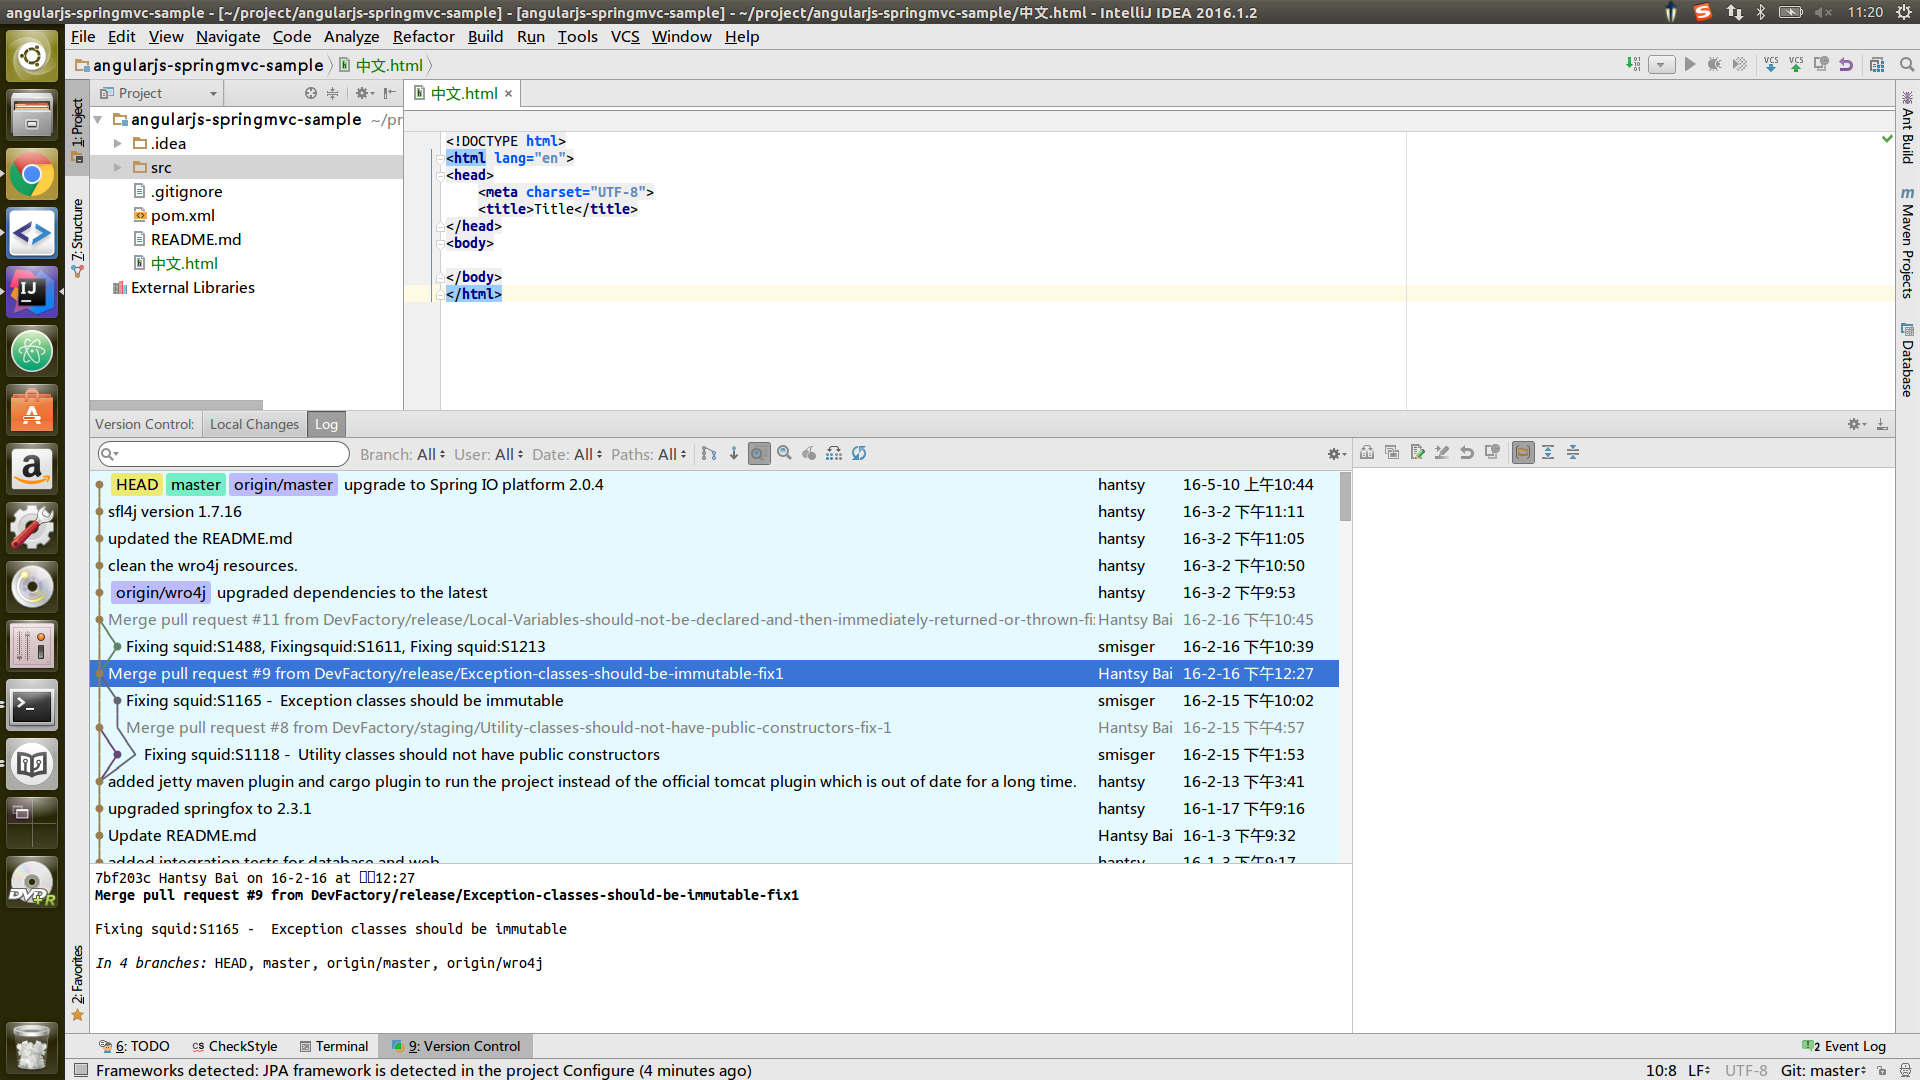 angularjs-springmvc-sample - [~/project/angularjs-springmvc-sample] - [angularjs-springmvc-sample] - ~/project/angularjs-springmvc-sample/中文.html - IntelliJ IDEA 2016.1.2
11:20
File Edit View Navigate Code Analyze Refactor Build Run Tools VCS Window Help
angularjs-springmvc-sample 中文.html
VCS VCS
Project
中文.html
1: Project
7: Structure
2: Favorites
angularjs-springmvc-sample ~/pr
.idea
src
.gitignore
pom.xml
README.md
中文.html
External Libraries
<!DOCTYPE html>
<html lang="en">
<head>
<meta charset="UTF-8">
<title>Title</title>
</head>
<body>
</body>
</html>
Ant Build
Maven Projects
Database
Version Control: Local Changes Log
Branch: All User: All Date: All Paths: All
HEAD master origin/master upgrade to Spring IO platform 2.0.4 hantsy 16-5-10 上午10:44
sfl4j version 1.7.16 hantsy 16-3-2 下午11:11
updated the README.md hantsy 16-3-2 下午11:05
clean the wro4j resources. hantsy 16-3-2 下午10:50
origin/wro4j upgraded dependencies to the latest hantsy 16-3-2 下午9:53
Merge pull request #11 from DevFactory/release/Local-Variables-should-not-be-declared-and-then-immediately-returned-or-thrown-fi Hantsy Bai 16-2-16 下午10:45
Fixing squid:S1488, Fixingsquid:S1611, Fixing squid:S1213 smisger 16-2-16 下午10:39
Merge pull request #9 from DevFactory/release/Exception-classes-should-be-immutable-fix1 Hantsy Bai 16-2-16 下午12:27
Fixing squid:S1165 - Exception classes should be immutable smisger 16-2-15 下午10:02
Merge pull request #8 from DevFactory/staging/Utility-classes-should-not-have-public-constructors-fix-1 Hantsy Bai 16-2-15 下午4:57
Fixing squid:S1118 - Utility classes should not have public constructors smisger 16-2-15 下午1:53
added jetty maven plugin and cargo plugin to run the project instead of the official tomcat plugin which is out of date for a long time. hantsy 16-2-13 下午3:41
upgraded springfox to 2.3.1 hantsy 16-1-17 下午9:16
Update README.md Hantsy Bai 16-1-3 下午9:32
added integration tests for database and web hantsy 16-1-3 下午9:17
7bf203c Hantsy Bai on 16-2-16 at 12:27
Merge pull request #9 from DevFactory/release/Exception-classes-should-be-immutable-fix1
Fixing squid:S1165 - Exception classes should be immutable
In 4 branches: HEAD, master, origin/master, origin/wro4j
6: TODO CheckStyle Terminal 9: Version Control 2 Event Log
Frameworks detected: JPA framework is detected in the project Configure (4 minutes ago) 10:8 LF UTF-8 Git: master